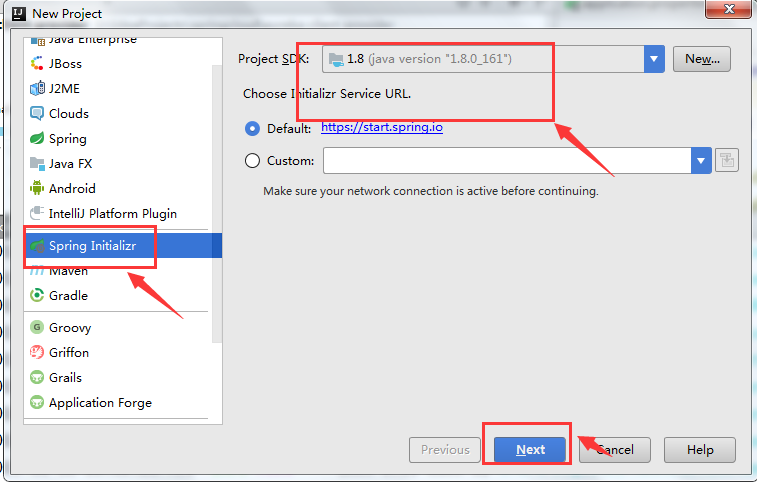 New Project
Java Enterprise
JBoss
J2ME
Clouds
Spring
Java FX
Android
IntelliJ Platform Plugin
Spring Initializr
Maven
Gradle
Groovy
Griffon
Grails
Application Forge
Project SDK: 1.8 (java version "1.8.0_161") New...
Choose Initializr Service URL.
Default: https://start.spring.io
Custom:
Make sure your network connection is active before continuing.
Previous Next Cancel Help